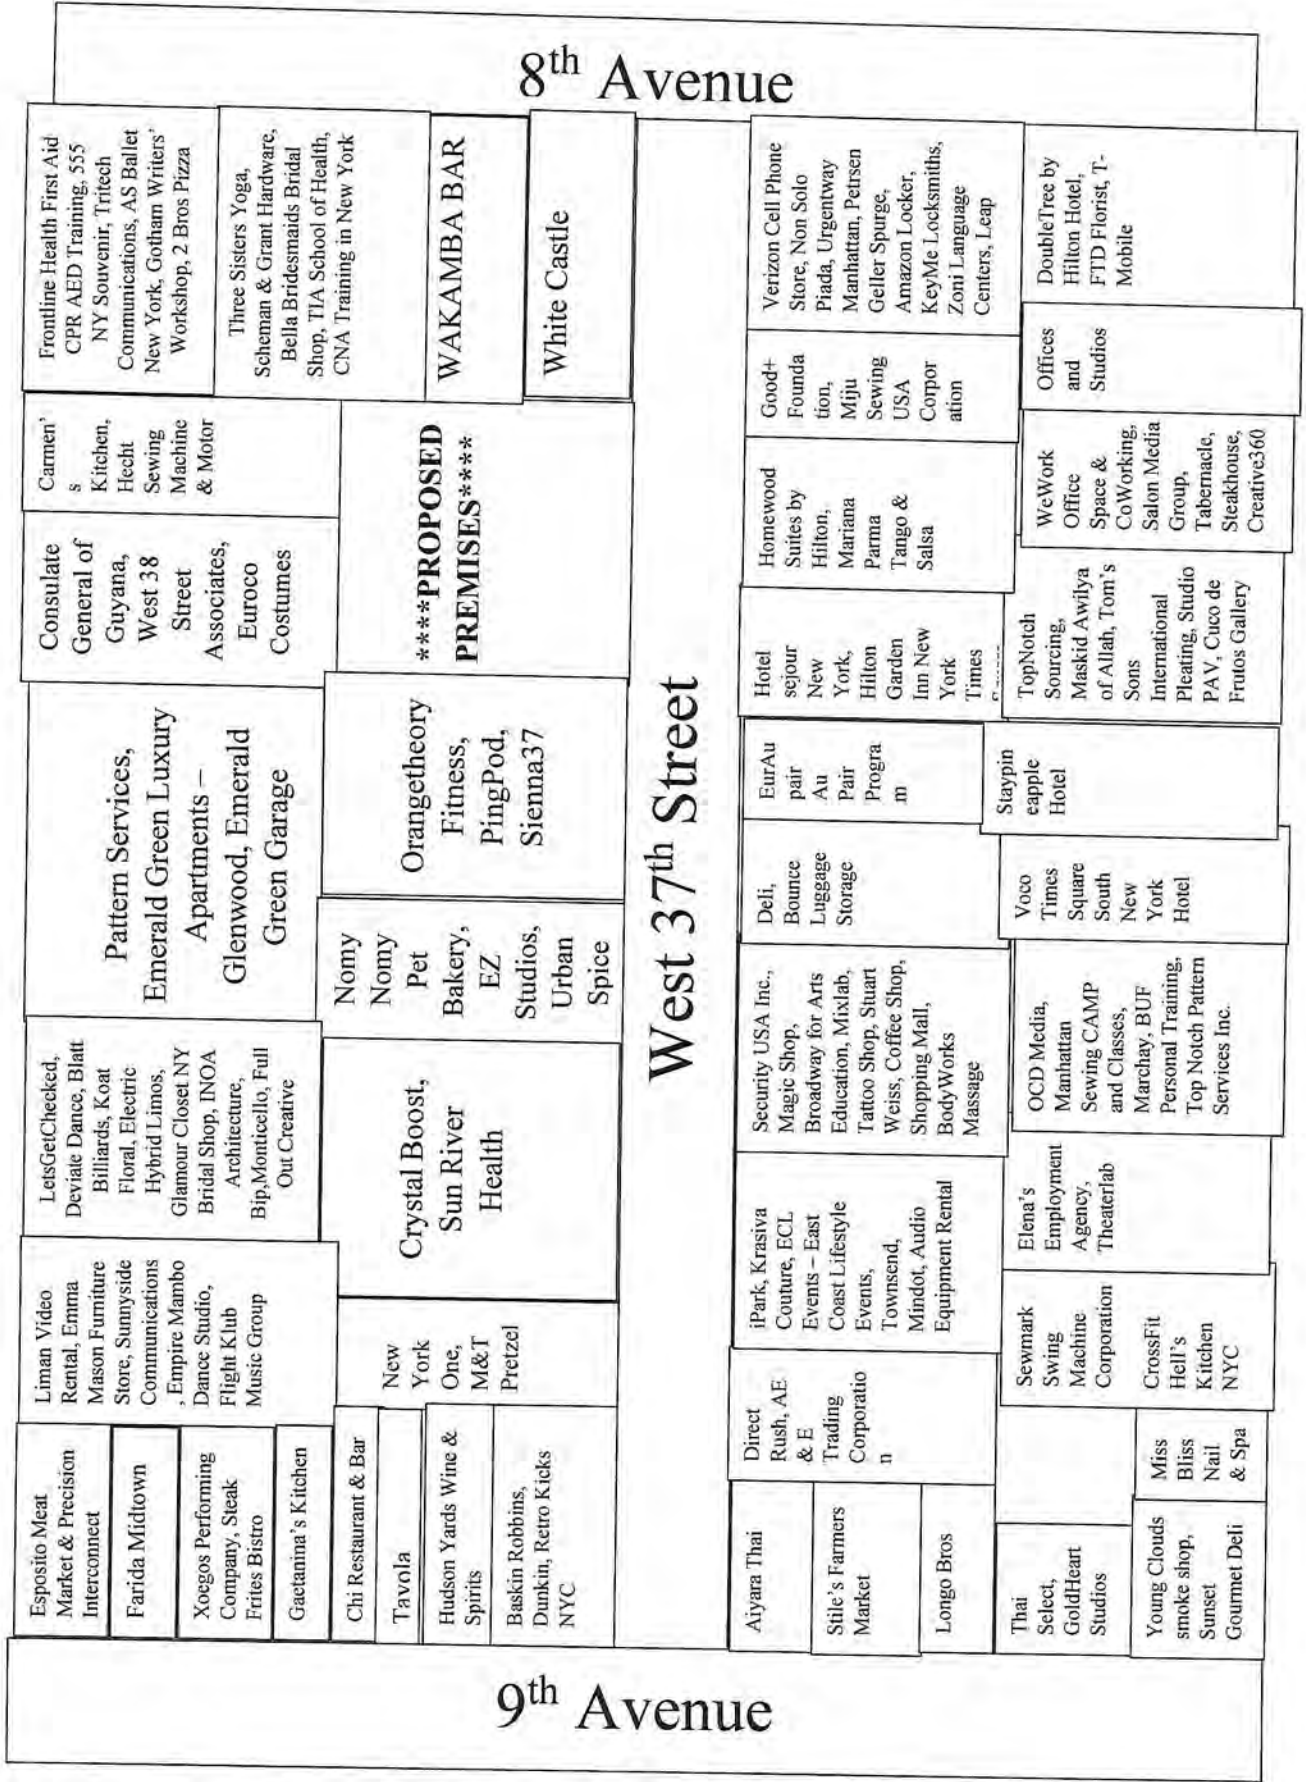 8th Avenue
Frontline Health First Aid
CPR AED Training, 555
NY Souvenir, Tritech
Communications, AS Ballet
New York, Gotham Writers'
Workshop, 2 Bros Pizza
Three Sisters Yoga,
Scheman & Grant Hardware,
Bella Bridesmaids Bridal
Shop, TIA School of Health,
CNA Training in New York
WAKAMBA BAR
White Castle
Carmen'
s
Kitchen,
Hecht
Sewing
Machine
& Motor
****PROPOSED
PREMISES****
Consulate
General of
Guyana,
West 38
Street
Associates,
Euroco
Costumes
Pattern Services,
Emerald Green Luxury
Apartments –
Glenwood, Emerald
Green Garage
Orangetheory
Fitness,
PingPod,
Sienna37
Nomy
Nomy
Pet
Bakery,
EZ
Studios,
Urban
Spice
LetsGetChecked,
Deviate Dance, Blatt
Billiards, Koat
Floral, Electric
Hybrid Limos,
Glamour Closet NY
Bridal Shop, INOA
Architecture,
Bip,Monticello, Full
Out Creative
Crystal Boost,
Sun River
Health
Liman Video
Rental, Emma
Mason Furniture
Store, Sunnyside
Communications
, Empire Mambo
Dance Studio,
Flight Klub
Music Group
New
York
One,
M&T
Pretzel
Esposito Meat
Market & Precision
Interconnect
Farida Midtown
Xoegos Performing
Company, Steak
Frites Bistro
Gaetanina's Kitchen
Chi Restaurant & Bar
Tavola
Hudson Yards Wine &
Spirits
Baskin Robbins,
Dunkin, Retro Kicks
NYC
West 37th Street
Verizon Cell Phone
Store, Non Solo
Piada, Urgentway
Manhattan, Petrsen
Geller Spurge,
Amazon Locker,
KeyMe Locksmiths,
Zoni Language
Centers, Leap
DoubleTree by
Hilton Hotel,
FTD Florist, T-
Mobile
Good+
Founda
tion,
Miju
Sewing
USA
Corpor
ation
Offices
and
Studios
Homewood
Suites by
Hilton,
Mariana
Parma
Tango &
Salsa
WeWork
Office
Space &
CoWorking,
Salon Media
Group,
Tabernacle,
Steakhouse,
Creative360
Hotel
sejour
New
York,
Hilton
Garden
Inn New
York
Times
TopNotch
Sourcing,
Maskid Awilya
of Allah, Tom's
Sons
International
Pleating, Studio
PAV, Cuco de
Frutos Gallery
EurAu
pair
Au
Pair
Progra
m
Staypin
eapple
Hotel
Deli,
Bounce
Luggage
Storage
Voco
Times
Square
South
New
York
Hotel
Security USA Inc.,
Magic Shop,
Broadway for Arts
Education, Mixlab,
Tattoo Shop, Stuart
Weiss, Coffee Shop,
Shopping Mall,
BodyWorks
Massage
OCD Media,
Manhattan
Sewing CAMP
and Classes,
Marchay, BUF
Personal Training,
Top Notch Pattern
Services Inc.
iPark, Krasiva
Couture, ECL
Events – East
Coast Lifestyle
Events,
Townsend,
Mindot, Audio
Equipment Rental
Elena's
Employment
Agency,
Theaterlab
Direct
Rush, AE
& E
Trading
Corporatio
n
Sewmark
Swing
Machine
Corporation
CrossFit
Hell's
Kitchen
NYC
Miss
Bliss
Nail
& Spa
Aiyara Thai
Stile's Farmers
Market
Longo Bros
Thai
Select,
GoldHeart
Studios
Young Clouds
smoke shop,
Sunset
Gourmet Deli
9th Avenue